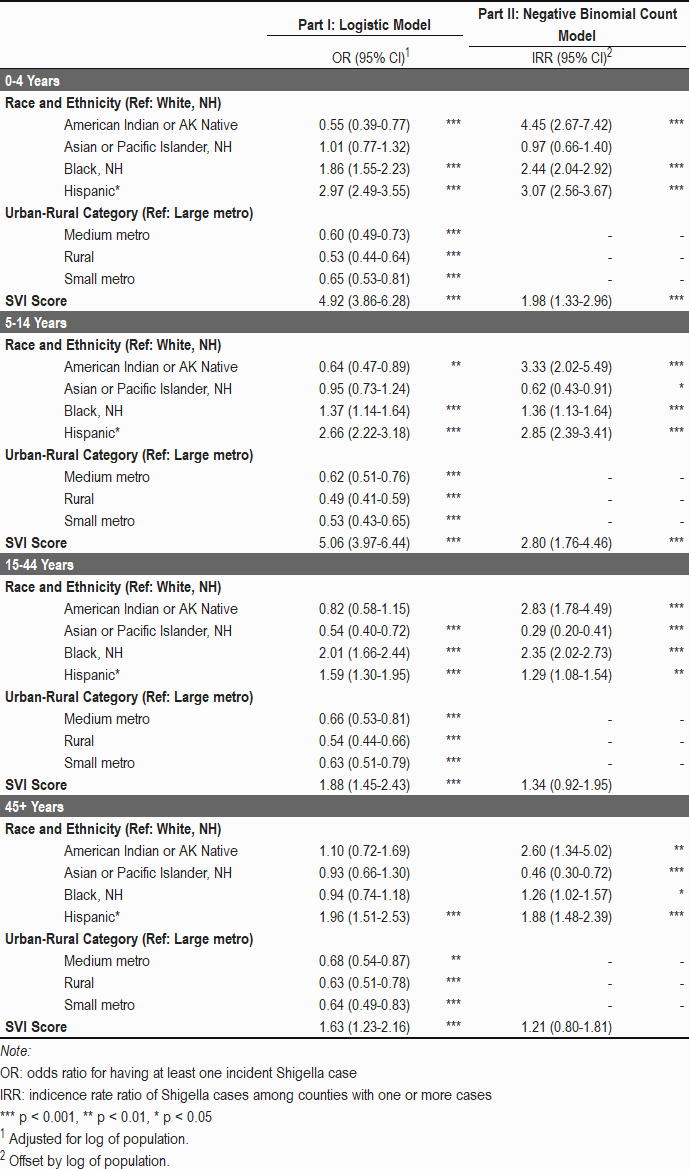 Part I: Logistic Model Part II: Negative Binomial Count Model
OR (95% CI)1 IRR (95% CI)2
0-4 Years
Race and Ethnicity (Ref: White, NH)
American Indian or AK Native 0.55 (0.39-0.77) *** 4.45 (2.67-7.42) ***
Asian or Pacific Islander, NH 1.01 (0.77-1.32) 0.97 (0.66-1.40)
Black, NH 1.86 (1.55-2.23) *** 2.44 (2.04-2.92) ***
Hispanic* 2.97 (2.49-3.55) *** 3.07 (2.56-3.67) ***
Urban-Rural Category (Ref: Large metro)
Medium metro 0.60 (0.49-0.73) *** - -
Rural 0.53 (0.44-0.64) *** - -
Small metro 0.65 (0.53-0.81) *** - -
SVI Score 4.92 (3.86-6.28) *** 1.98 (1.33-2.96) ***
5-14 Years
Race and Ethnicity (Ref: White, NH)
American Indian or AK Native 0.64 (0.47-0.89) ** 3.33 (2.02-5.49) ***
Asian or Pacific Islander, NH 0.95 (0.73-1.24) 0.62 (0.43-0.91) *
Black, NH 1.37 (1.14-1.64) *** 1.36 (1.13-1.64) ***
Hispanic* 2.66 (2.22-3.18) *** 2.85 (2.39-3.41) ***
Urban-Rural Category (Ref: Large metro)
Medium metro 0.62 (0.51-0.76) *** - -
Rural 0.49 (0.41-0.59) *** - -
Small metro 0.53 (0.43-0.65) *** - -
SVI Score 5.06 (3.97-6.44) *** 2.80 (1.76-4.46) ***
15-44 Years
Race and Ethnicity (Ref: White, NH)
American Indian or AK Native 0.82 (0.58-1.15) 2.83 (1.78-4.49) ***
Asian or Pacific Islander, NH 0.54 (0.40-0.72) *** 0.29 (0.20-0.41) ***
Black, NH 2.01 (1.66-2.44) *** 2.35 (2.02-2.73) ***
Hispanic* 1.59 (1.30-1.95) *** 1.29 (1.08-1.54) **
Urban-Rural Category (Ref: Large metro)
Medium metro 0.66 (0.53-0.81) *** - -
Rural 0.54 (0.44-0.66) *** - -
Small metro 0.63 (0.51-0.79) *** - -
SVI Score 1.88 (1.45-2.43) *** 1.34 (0.92-1.95)
45+ Years
Race and Ethnicity (Ref: White, NH)
American Indian or AK Native 1.10 (0.72-1.69) 2.60 (1.34-5.02) **
Asian or Pacific Islander, NH 0.93 (0.66-1.30) 0.46 (0.30-0.72) ***
Black, NH 0.94 (0.74-1.18) 1.26 (1.02-1.57) *
Hispanic* 1.96 (1.51-2.53) *** 1.88 (1.48-2.39) ***
Urban-Rural Category (Ref: Large metro)
Medium metro 0.68 (0.54-0.87) ** - -
Rural 0.63 (0.51-0.78) *** - -
Small metro 0.64 (0.49-0.83) *** - -
SVI Score 1.63 (1.23-2.16) *** 1.21 (0.80-1.81)
Note:
OR: odds ratio for having at least one incident Shigella case
IRR: indicence rate ratio of Shigella cases among counties with one or more cases
*** p < 0.001, ** p < 0.01, * p < 0.05
1 Adjusted for log of population.
2 Offset by log of population.